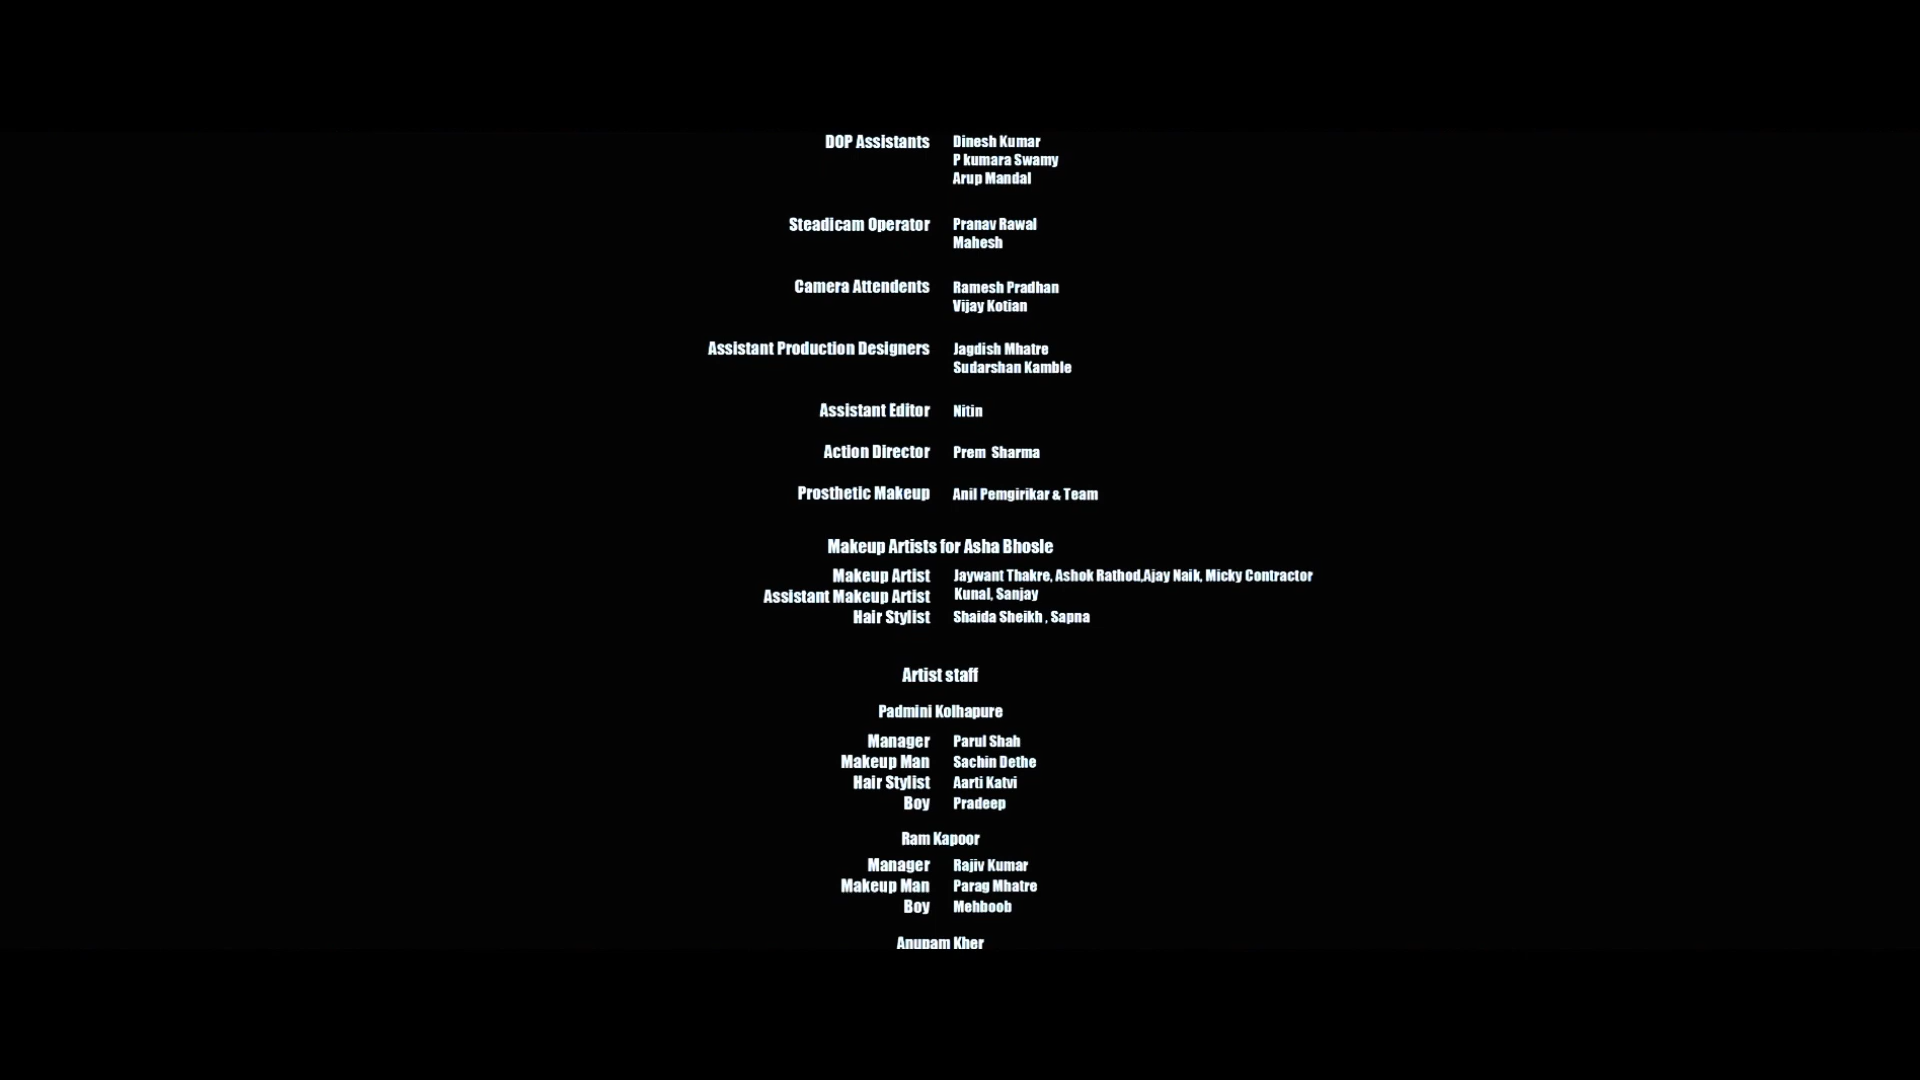 DOP Assistants Dinesh Kumar
P kumara Swamy
Arup Mandal
Steadicam Operator Pranav Rawal
Mahesh
Camera Attendents Ramesh Pradhan
Vijay Kotian
Assistant Production Designers Jagdish Mhatre
Sudarshan Kamble
Assistant Editor Nitin
Action Director Prem Sharma
Prosthetic Makeup Anil Pemgirikar & Team
Makeup Artists for Asha Bhosle
Makeup Artist Jaywant Thakre, Ashok Rathod,Ajay Naik, Micky Contractor
Assistant Makeup Artist Kunal, Sanjay
Hair Stylist Shaida Sheikh , Sapna
Artist staff
Padmini Kolhapure
Manager Parul Shah
Makeup Man Sachin Dethe
Hair Stylist Aarti Katvi
Boy Pradeep
Ram Kapoor
Manager Rajiv Kumar
Makeup Man Parag Mhatre
Boy Mehboob
Anupam Kher